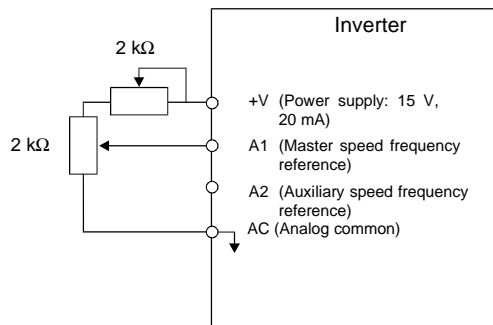 Inverter
2 kΩ
+V (Power supply: 15 V,
20 mA)
2 kΩ
A1 (Master speed frequency
reference)
A2 (Auxiliary speed frequency
reference)
AC (Analog common)